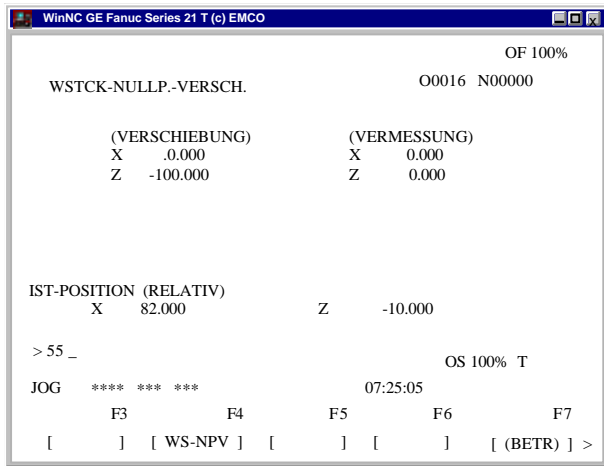 WinNC GE Fanuc Series 21 T (c) EMCO
OF 100%
WSTCK-NULLP.-VERSCH. O0016 N00000
(VERSCHIEBUNG) (VERMESSUNG)
X .0.000 X 0.000
Z -100.000 Z 0.000
IST-POSITION (RELATIV)
X 82.000 Z -10.000
> 55 _
OS 100% T
JOG **** *** *** 07:25:05
F3 F4 F5 F6 F7
[ ] [ WS-NPV ] [ ] [ ] [ (BETR) ] >